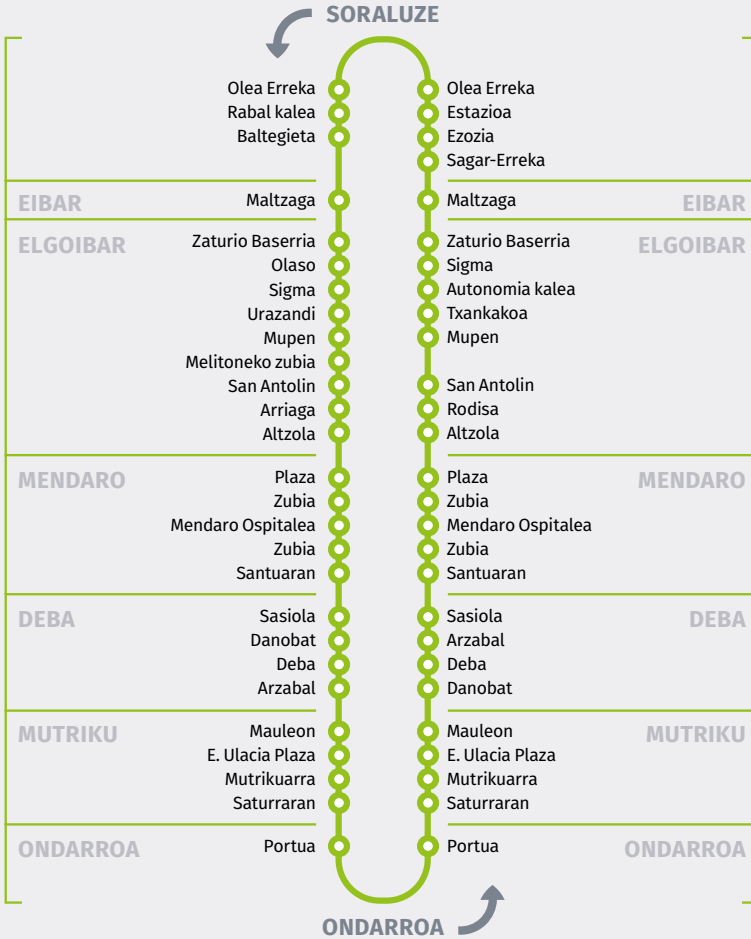 SORALUZE
Olea Erreka
Rabal kalea
Baltegieta
EIBAR
Maltzaga
ELGOIBAR
Zaturio Baserria
Olaso
Sigma
Urazandi
Mupen
Melitoneko zubia
San Antolin
Arriaga
Altzola
MENDARO
Plaza
Zubia
Mendaro Ospitalea
Zubia
Santuaran
DEBA
Sasiola
Danobat
Deba
Arzabal
MUTRIKU
Mauleon
E. Ulacia Plaza
Mutrikuarra
Saturraran
ONDARROA
Portua
Olea Erreka
Estazioa
Ezozia
Sagar-Erreka
Maltzaga
EIBAR
Zaturio Baserria
ELGOIBAR
Sigma
Autonomia kalea
Txankakoa
Mupen
San Antolin
Rodisa
Altzola
Plaza
MENDARO
Zubia
Mendaro Ospitalea
Zubia
Santuaran
Sasiola
DEBA
Arzabal
Deba
Danobat
Mauleon
MUTRIKU
E. Ulacia Plaza
Mutrikuarra
Saturraran
Portua
ONDARROA
ONDARROA